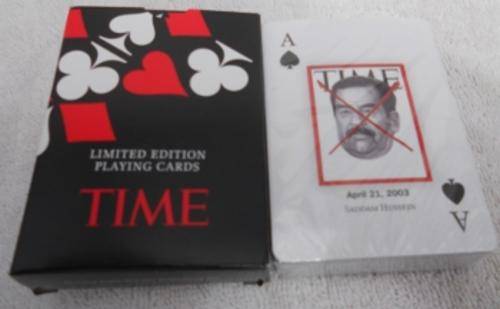 LIMITED EDITION
PLAYING CARDS
TIME
A
TIME
April 21, 2003
SADDAM HUSSEIN
A